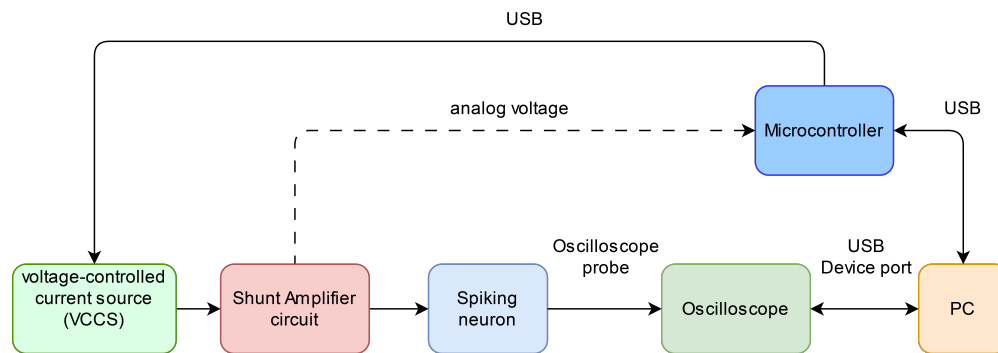 USB
analog voltage
Microcontroller
USB
voltage-controlled
current source
(VCCS)
Shunt Amplifier
circuit
Spiking
neuron
Oscilloscope
probe
Oscilloscope
USB
Device port
PC